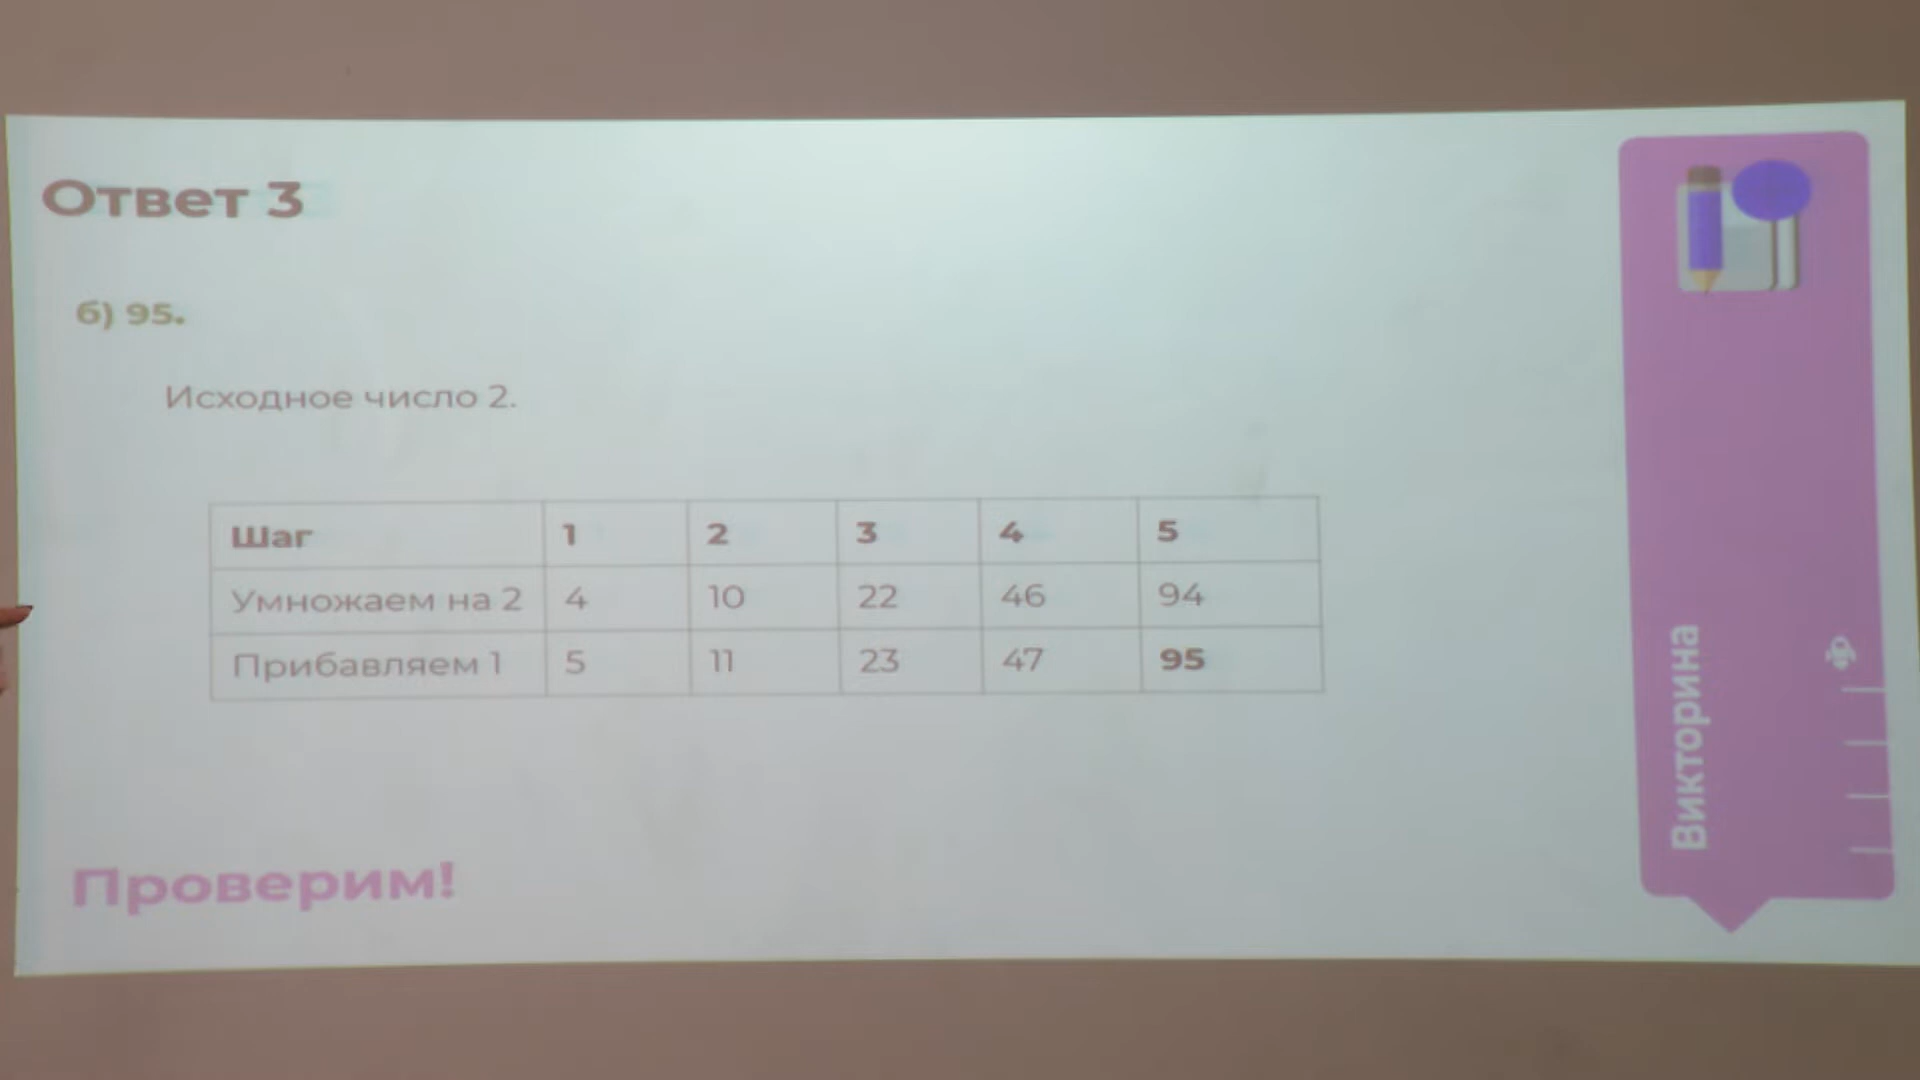 Ответ 3
б) 95.
Исходное число 2.
Шаг 1 2 3 4 5
Умножаем на 2 4 10 22 46 94
Прибавляем 1 5 11 23 47 95
Проверим!
Викторина